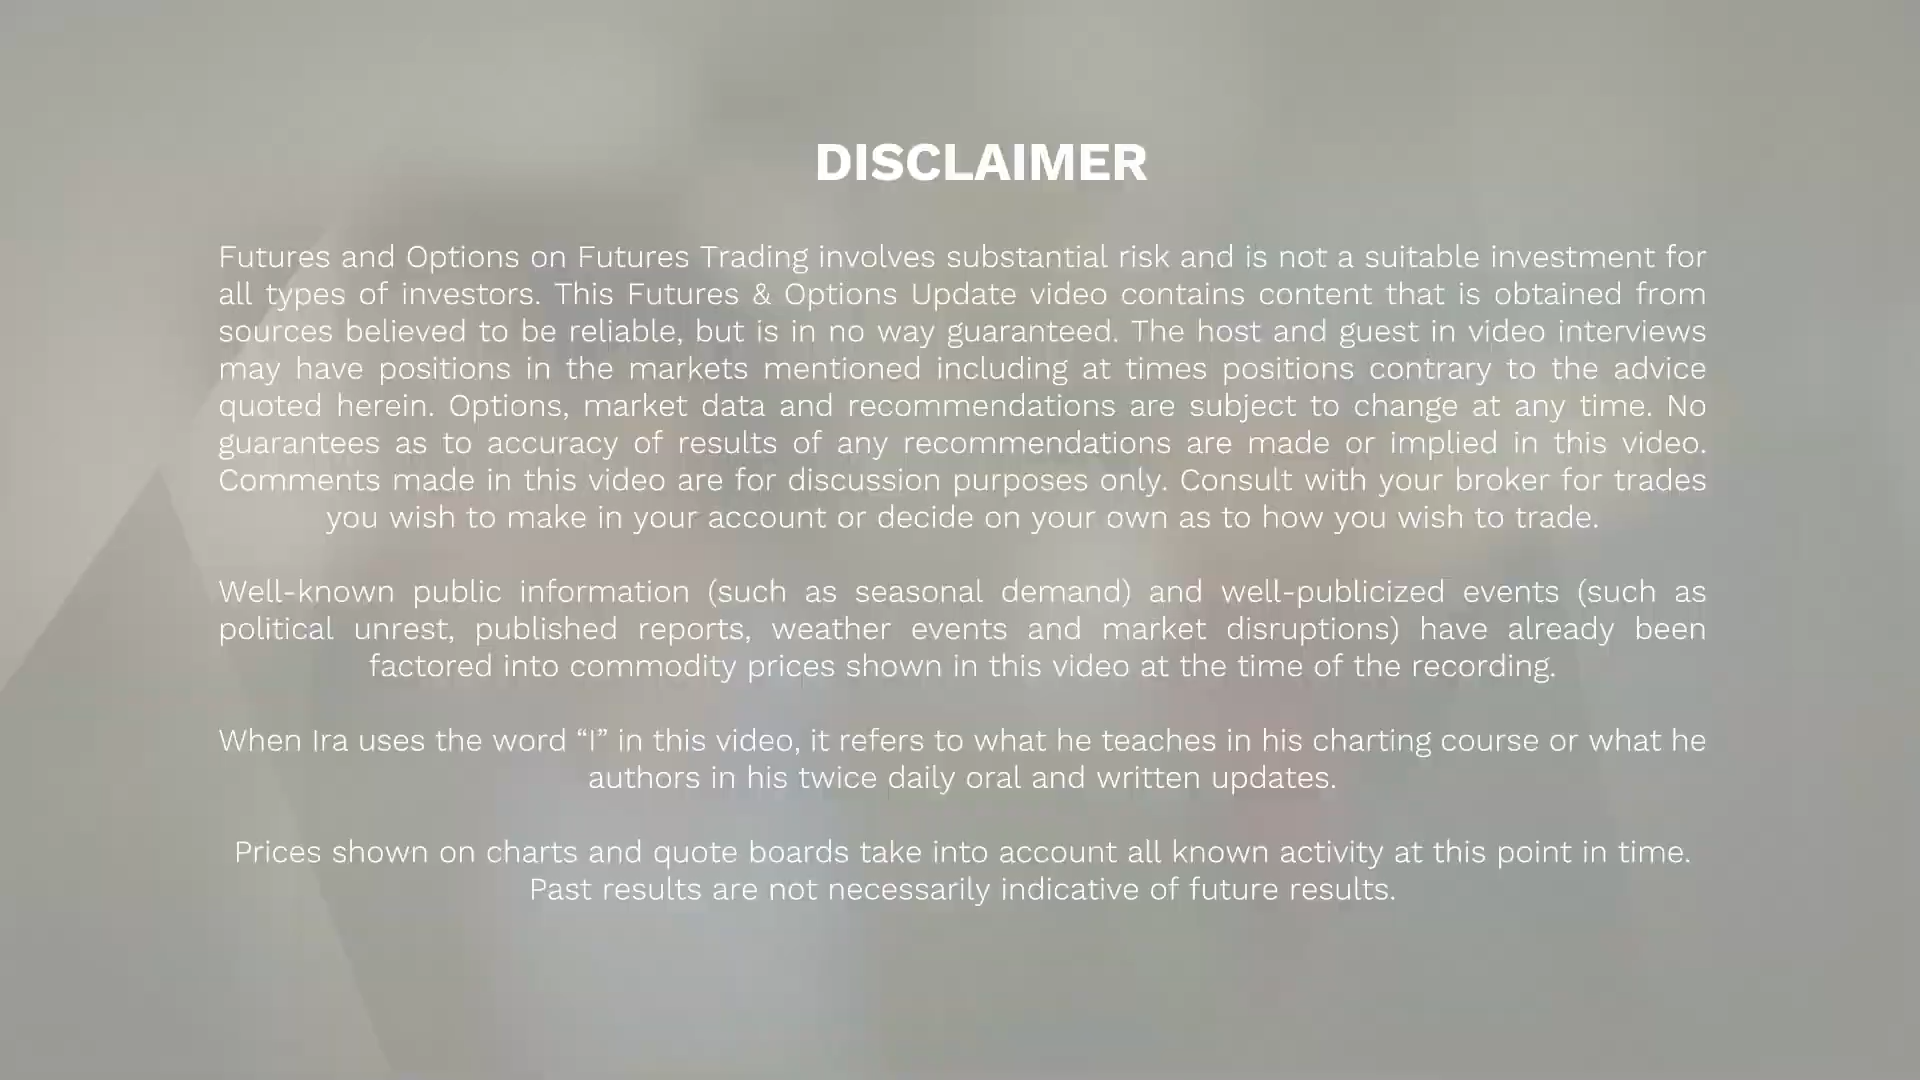 DISCLAIMER
Futures and Options on Futures Trading involves substantial risk and is not a suitable investment for
all types of investors. This Futures & Options Update video contains content that is obtained from
sources believed to be reliable, but is in no way guaranteed. The host and guest in video interviews
may have positions in the markets mentioned including at times positions contrary to the advice
quoted herein. Options, market data and recommendations are subject to change at any time. No
guarantees as to accuracy of results of any recommendations are made or implied in this video.
Comments made in this video are for discussion purposes only. Consult with your broker for trades
you wish to make in your account or decide on your own as to how you wish to trade.
Well-known public information (such as seasonal demand) and well-publicized events (such as
political unrest, published reports, weather events and market disruptions) have already been
factored into commodity prices shown in this video at the time of the recording.
When Ira uses the word “I” in this video, it refers to what he teaches in his charting course or what he
authors in his twice daily oral and written updates.
Prices shown on charts and quote boards take into account all known activity at this point in time.
Past results are not necessarily indicative of future results.